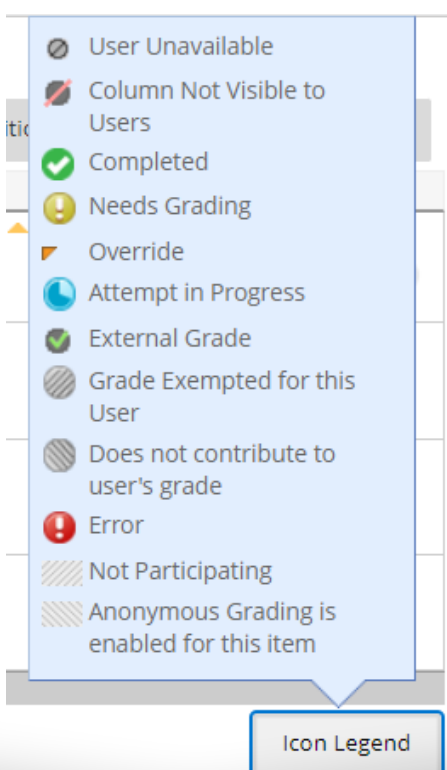 User Unavailable
Column Not Visible to
Users
itio
Completed
Needs Grading
Override
Attempt in Progress
External Grade
Grade Exempted for this
User
Does not contribute to
user's grade
Error
Not Participating
Anonymous Grading is
enabled for this item
Icon Legend